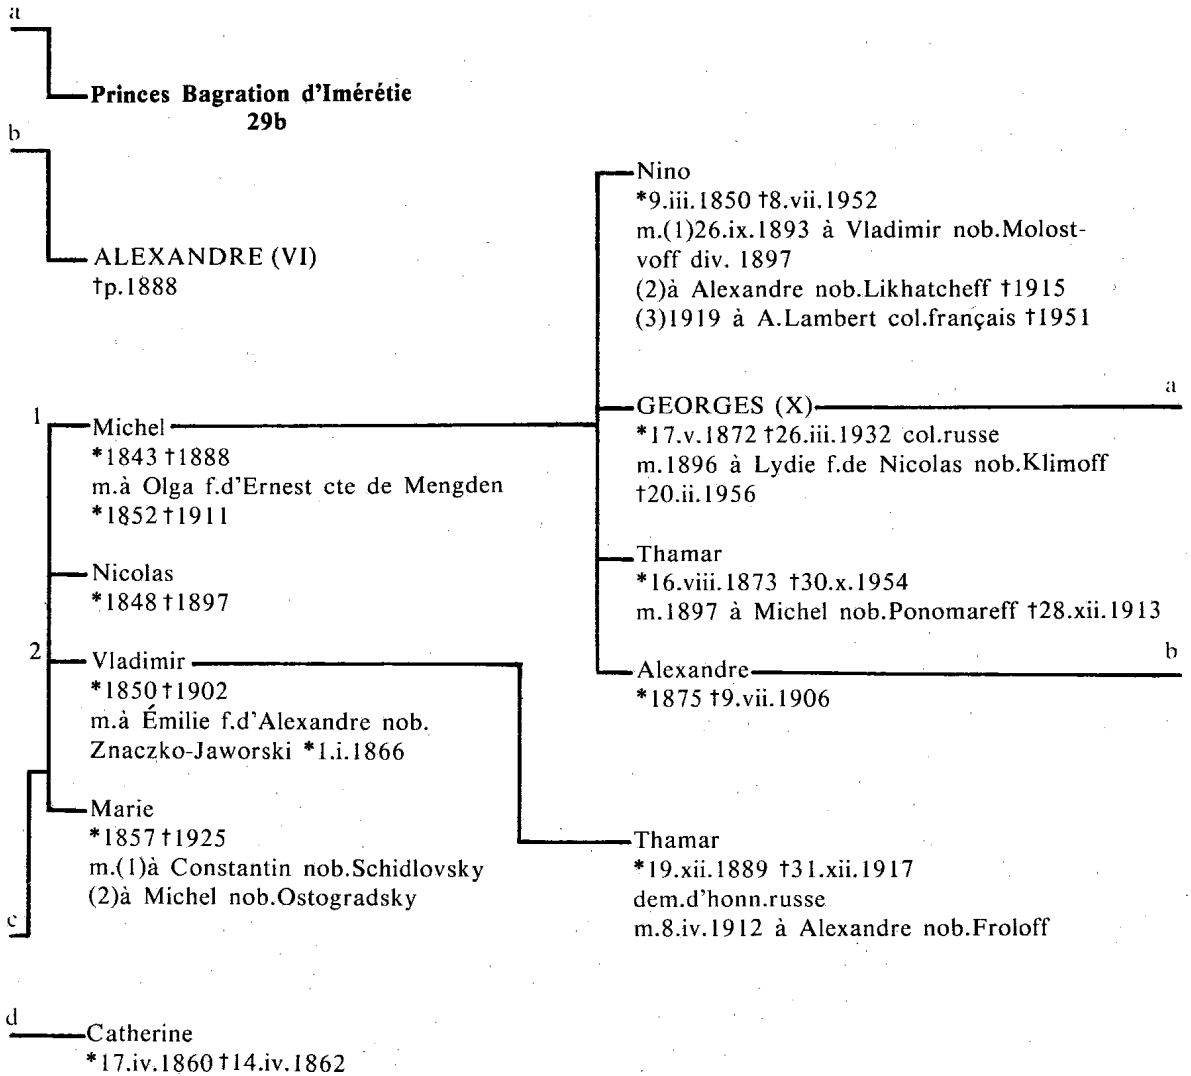 a
Princes Bagration d'Imérétie
29b
b
ALEXANDRE (VI)
†p.1888
1
Michel
*1843 †1888
m.à Olga f.d'Ernest cte de Mengden
*1852 †1911
Nicolas
*1848 †1897
2
Vladimir
*1850 †1902
m.à Émilie f.d'Alexandre nob.
Znaczko-Jaworski *1.i.1866
Marie
*1857 †1925
m.(1)à Constantin nob.Schidlovsky
(2)à Michel nob.Ostogradsky
c
d
Catherine
*17.iv.1860 †14.iv.1862
Nino
*9.iii.1850 †8.vii.1952
m.(1)26.ix.1893 à Vladimir nob.Molost-
voff div. 1897
(2)à Alexandre nob.Likhatcheff †1915
(3)1919 à A.Lambert col.français †1951
a
GEORGES (X)
*17.v.1872 †26.iii.1932 col.russe
m.1896 à Lydie f.de Nicolas nob.Klimoff
†20.ii.1956
Thamar
*16.viii.1873 †30.x.1954
m.1897 à Michel nob.Ponomareff †28.xii.1913
b
Alexandre
*1875 †9.vii.1906
Thamar
*19.xii.1889 †31.xii.1917
dem.d'honn.russe
m.8.iv.1912 à Alexandre nob.Froloff